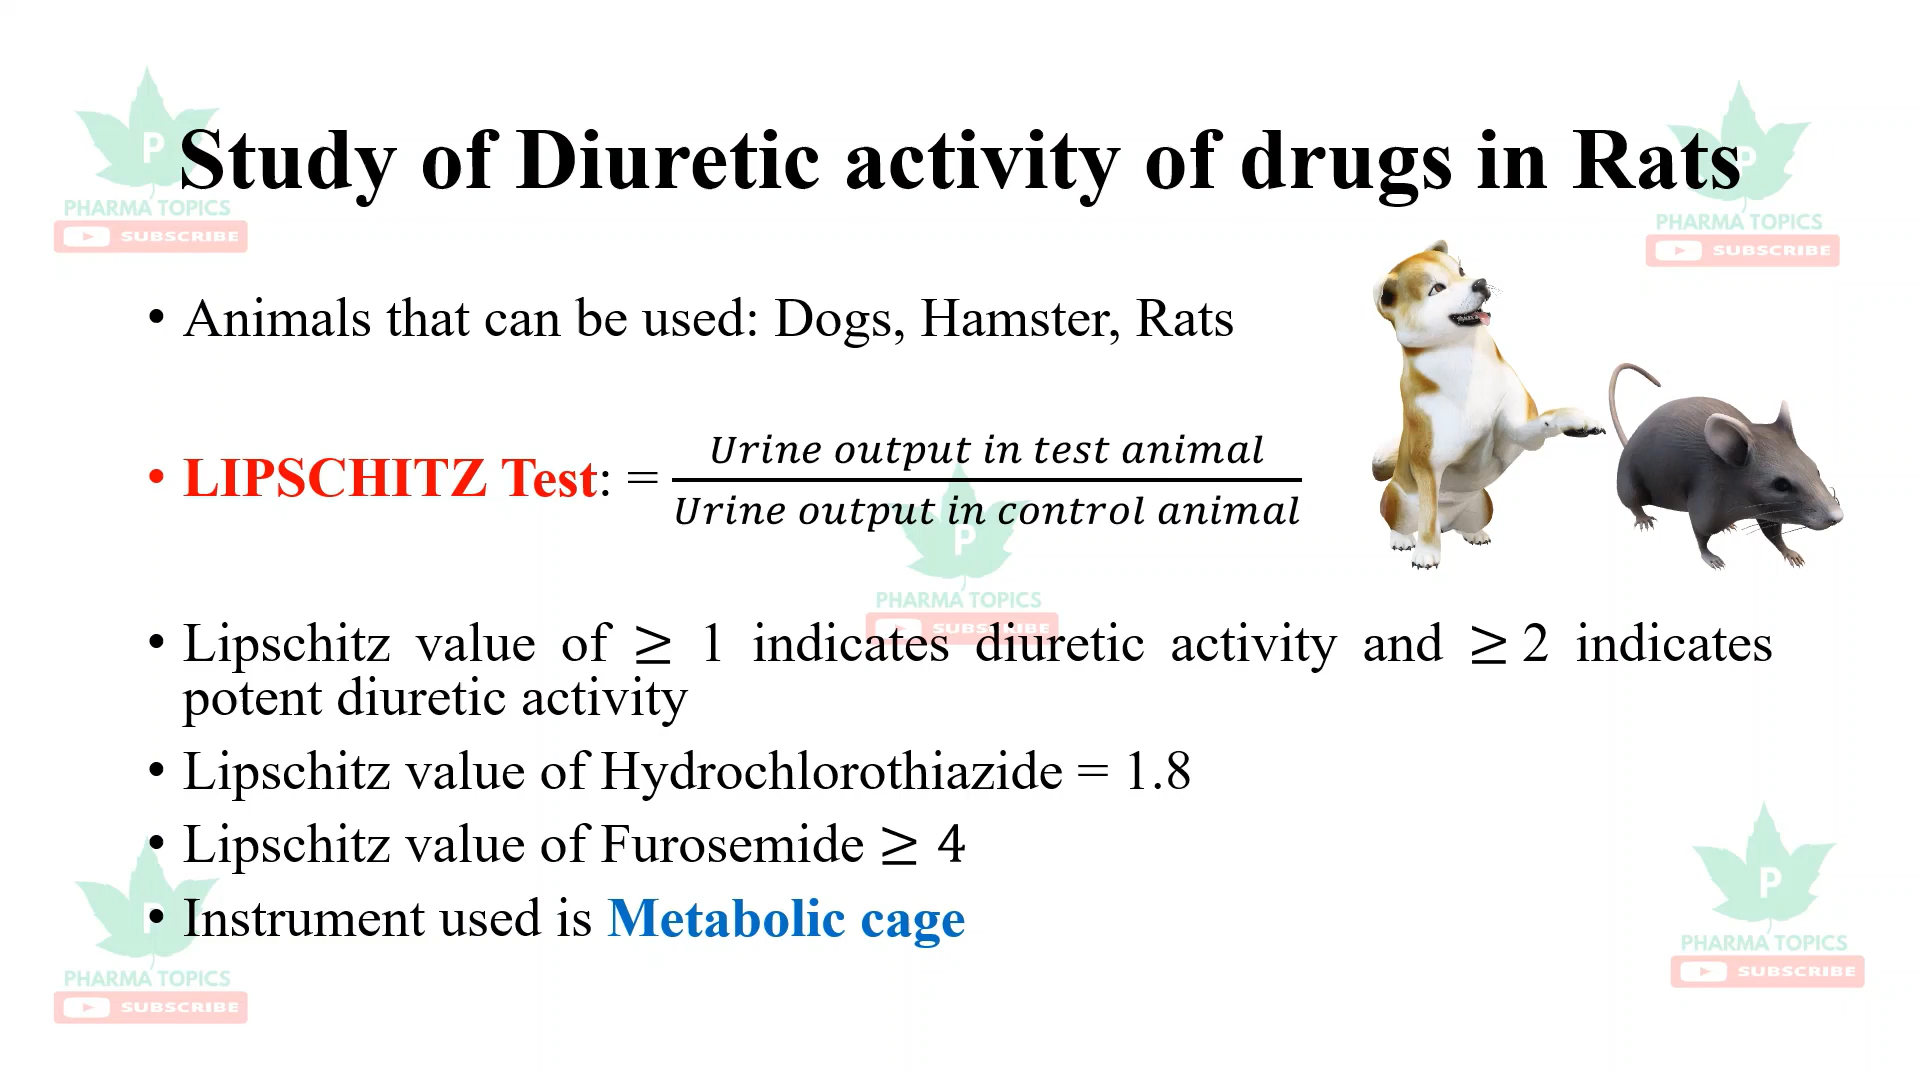 P
PHARMA TOPICS
SUBSCRIBE
P
PHARMA TOPICS
SUBSCRIBE
Study of Diuretic activity of drugs in Rats
• Animals that can be used: Dogs, Hamster, Rats
• LIPSCHITZ Test: = Urine output in test animal
Urine output in control animal
P
PHARMA TOPICS
SUBSCRIBE
• Lipschitz value of ≥ 1 indicates diuretic activity and ≥ 2 indicates
potent diuretic activity
• Lipschitz value of Hydrochlorothiazide = 1.8
• Lipschitz value of Furosemide ≥ 4
• Instrument used is Metabolic cage
P
PHARMA TOPICS
SUBSCRIBE
P
PHARMA TOPICS
SUBSCRIBE